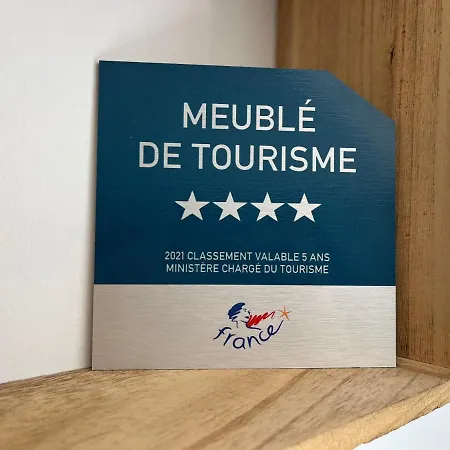 MEUBLÉ
DE TOURISME
2021 CLASSEMENT VALABLE 5 ANS
MINISTÈRE CHARGÉ DU TOURISME
france